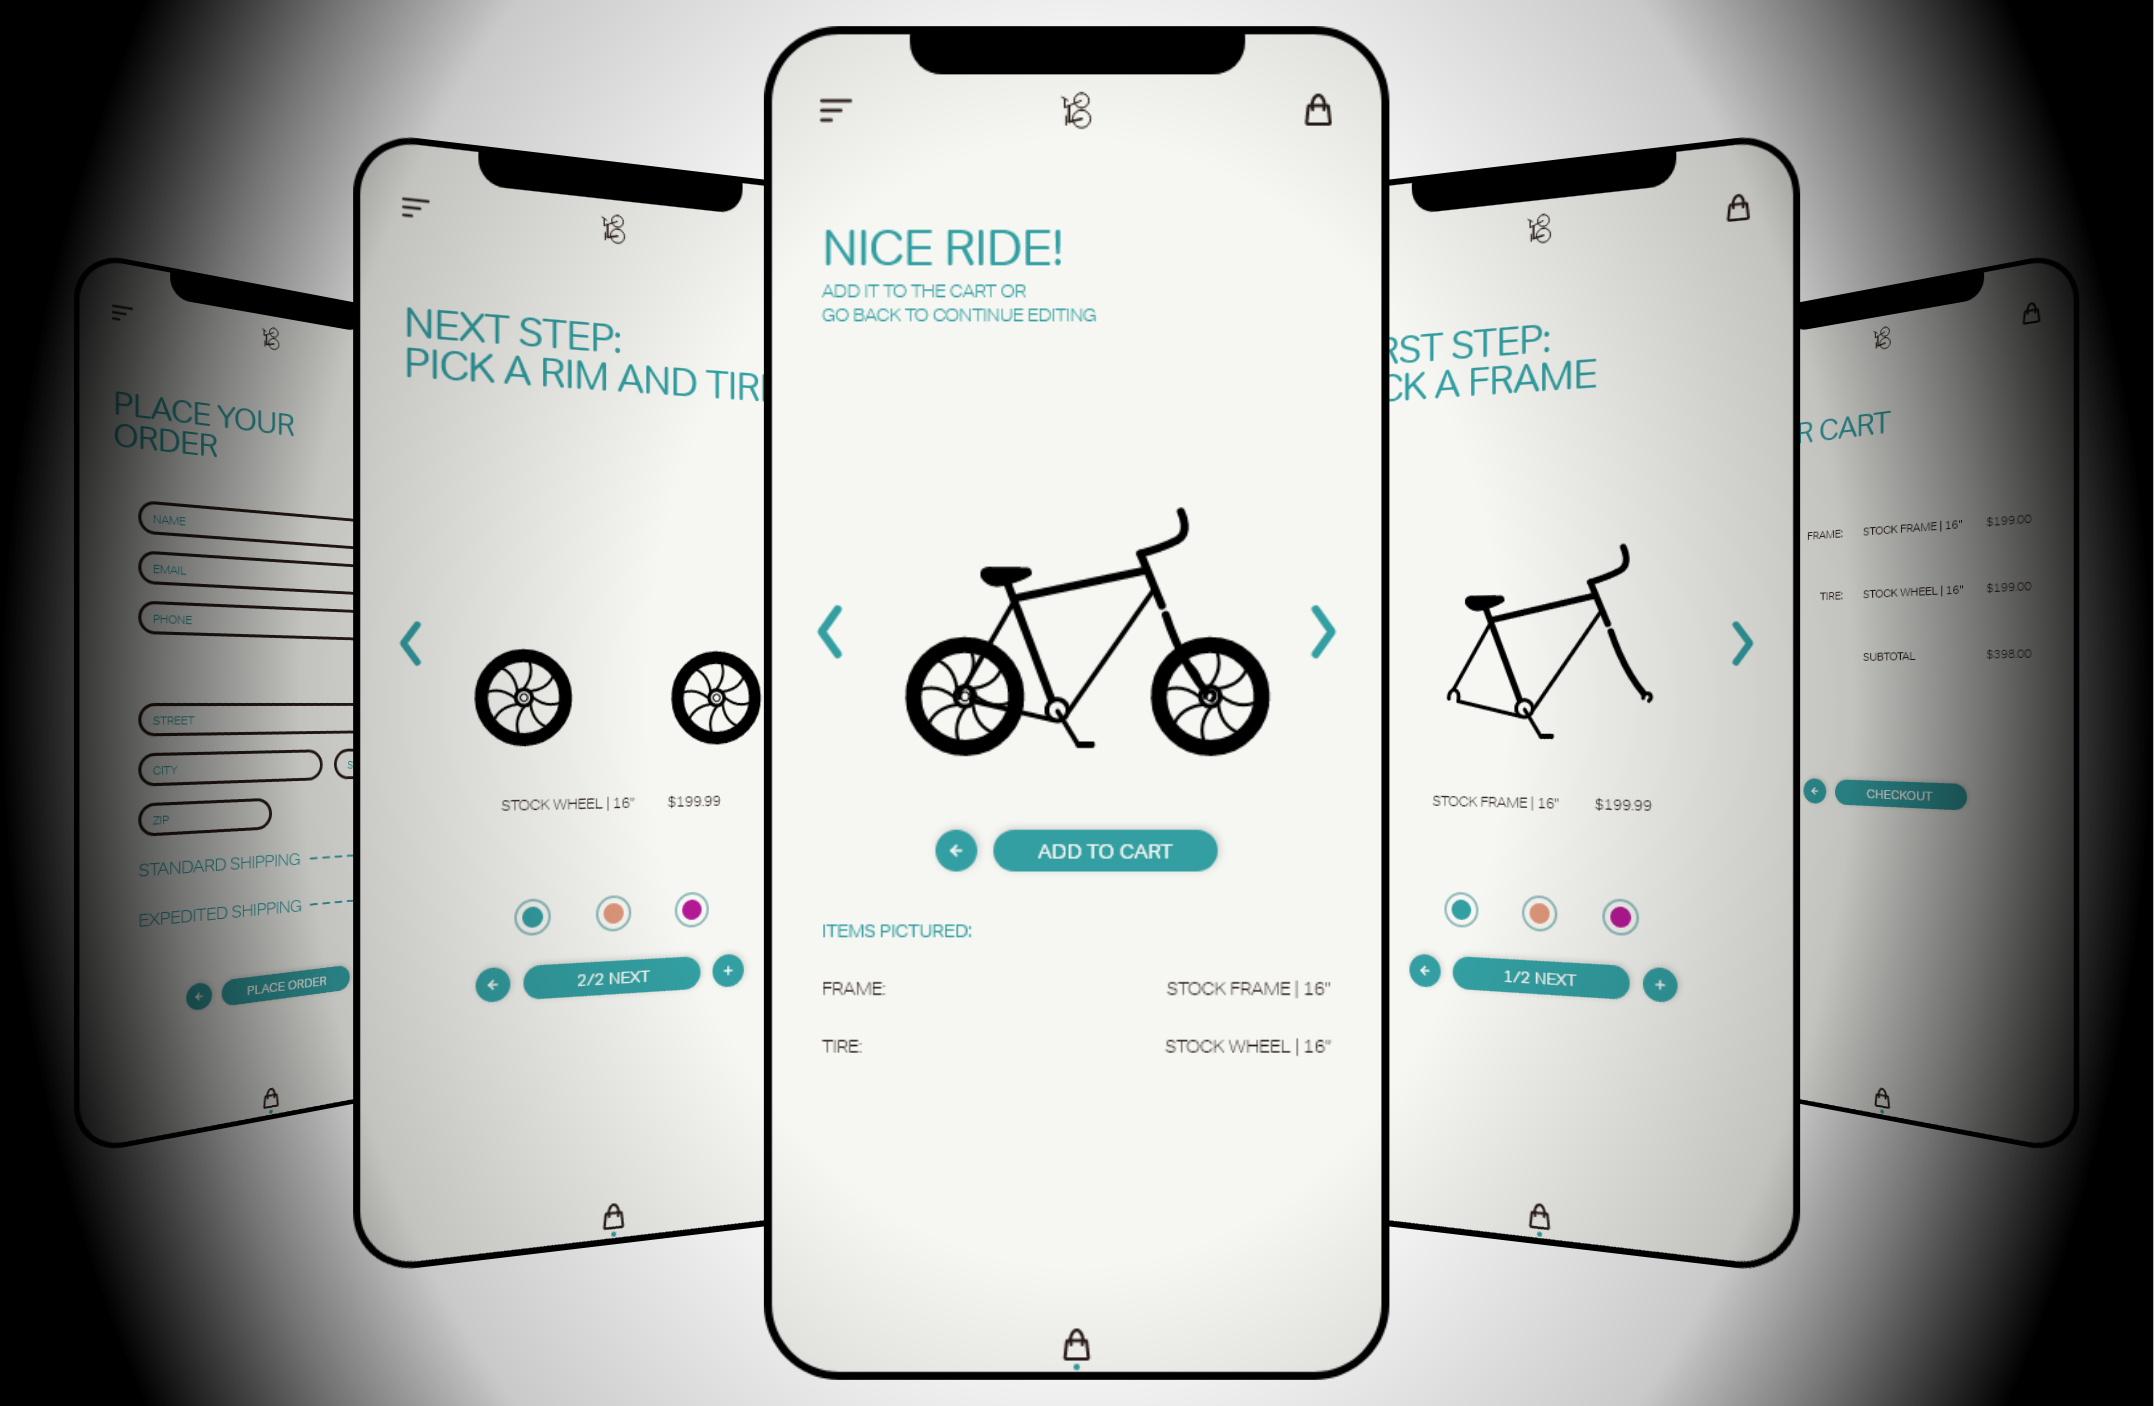 PLACE YOUR
ORDER
NAME
EMAIL
PHONE
STREET
CITY
ZIP
STANDARD SHIPPING
EXPEDITED SHIPPING
PLACE ORDER
NEXT STEP:
PICK A RIM AND TIR
STOCK WHEEL | 16" $199.99
2/2 NEXT
NICE RIDE!
ADD IT TO THE CART OR
GO BACK TO CONTINUE EDITING
ADD TO CART
ITEMS PICTURED:
FRAME: STOCK FRAME | 16"
TIRE: STOCK WHEEL | 16"
RST STEP:
CK A FRAME
STOCK FRAME | 16" $199.99
1/2 NEXT
R CART
FRAME: STOCK FRAME | 16" $199.00
TIRE: STOCK WHEEL | 16" $199.00
SUBTOTAL $398.00
CHECKOUT